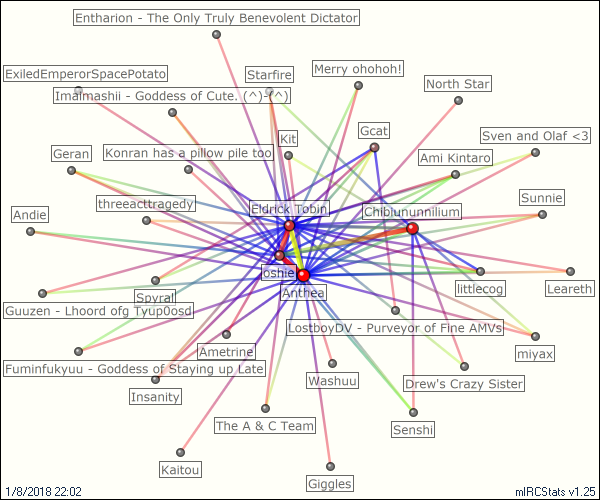 Entharion - The Only Truly Benevolent Dictator
ExiledEmperorSpacePotato
Starfire
Merry ohohoh!
North Star
Imaimashii - Goddess of Cute. (^)-(^)
Kit
Gcat
Sven and Olaf <3
Geran
Konran has a pillow pile too
Ami Kintaro
Andie
threeacttragedy
Eldrick Tobin
Chibiununnilium
Sunnie
oshie
Anthea
littlecog
Leareth
Spyral
Guuzen - Lhoord ofg Tyup0osd
LostboyDV - Purveyor of Fine AMVs
Ametrine
miyax
Fuminfukyuu - Goddess of Staying up Late
Washuu
Drew's Crazy Sister
Insanity
The A & C Team
Senshi
Kaitou
Giggles
1/8/2018 22:02
mIRCStats v1.25